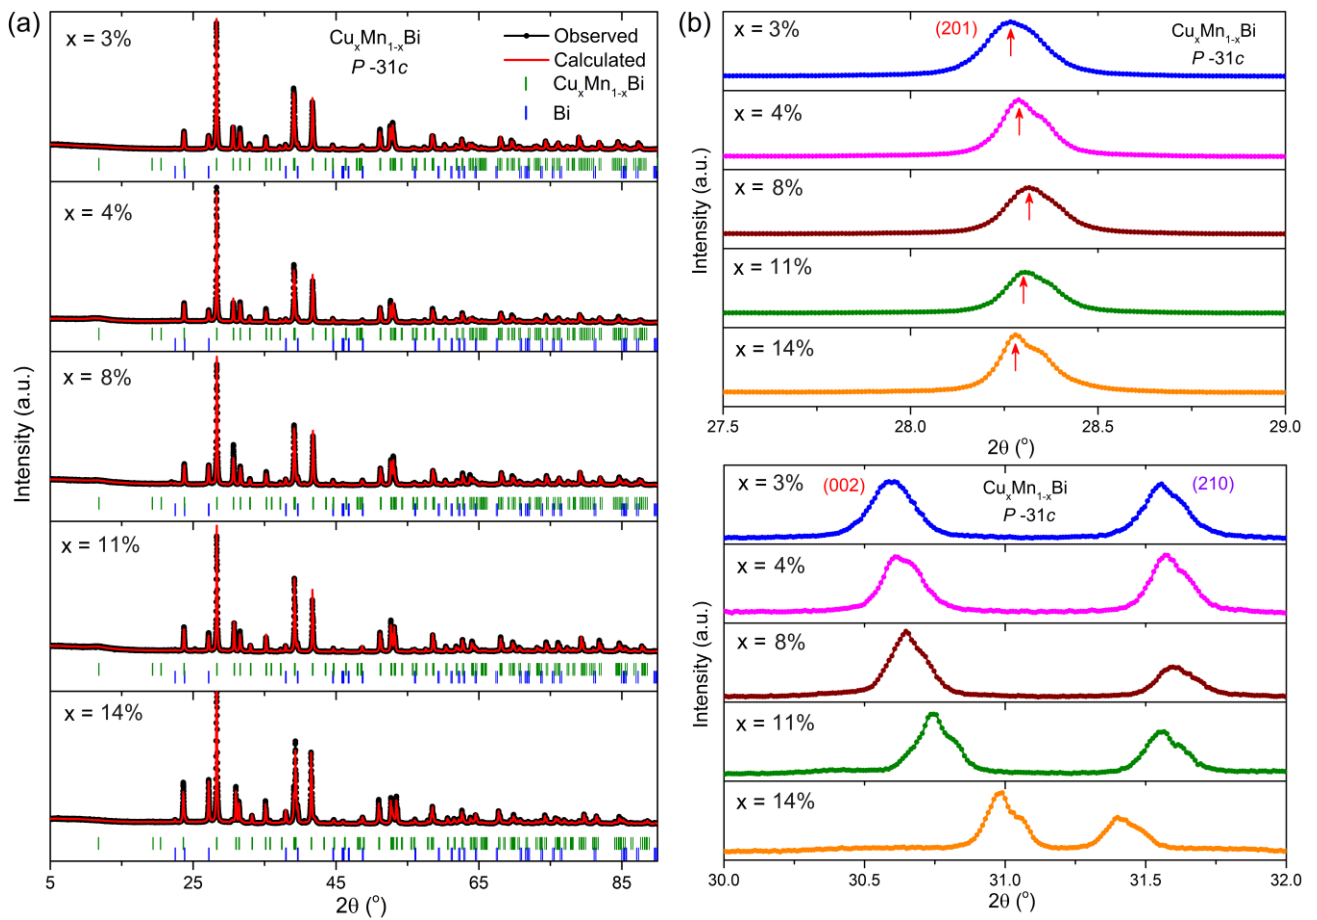 (a)
x = 3%
CuₓMn₁₋ₓBi
P -31c
Observed
Calculated
CuₓMn₁₋ₓBi
Bi
x = 4%
x = 8%
x = 11%
x = 14%
Intensity (a.u.)
5 25 45 65 85
2θ (°)
(b)
x = 3%
(201)
CuₓMn₁₋ₓBi
P -31c
x = 4%
x = 8%
x = 11%
x = 14%
Intensity (a.u.)
27.5 28.0 28.5 29.0
2θ (°)
x = 3%
(002)
CuₓMn₁₋ₓBi
P -31c
(210)
x = 4%
x = 8%
x = 11%
x = 14%
Intensity (a.u.)
30.0 30.5 31.0 31.5 32.0
2θ (°)